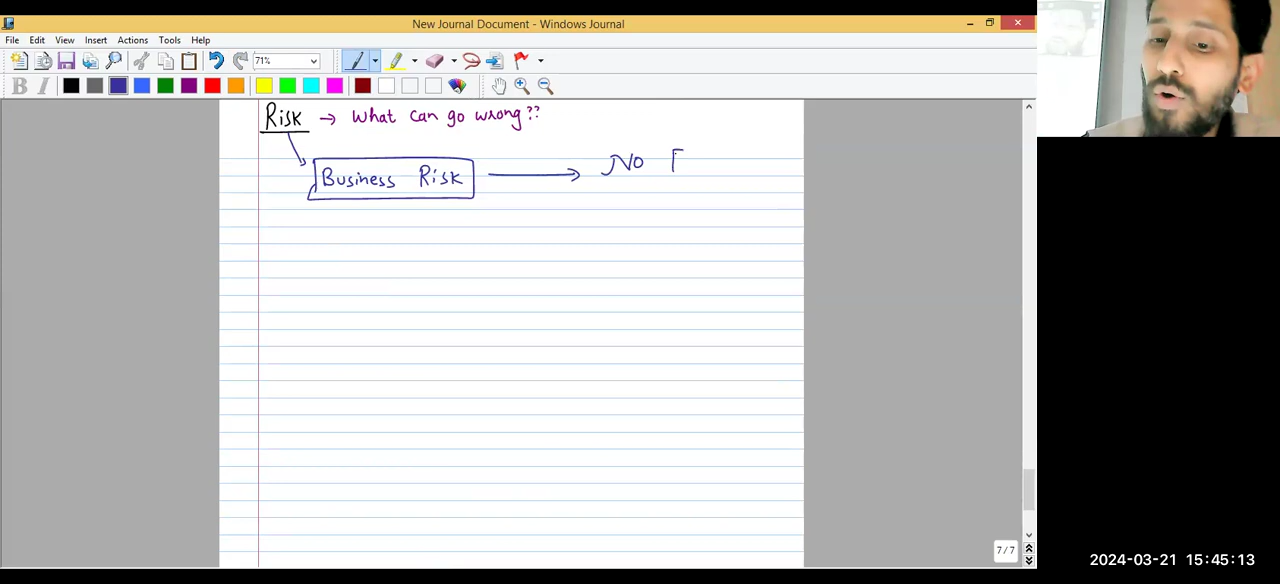 New Journal Document - Windows Journal
File Edit View Insert Actions Tools Help
71%
B I
Risk → What can go wrong??
Business Risk → No
7 / 7
2024-03-21 15:45:13